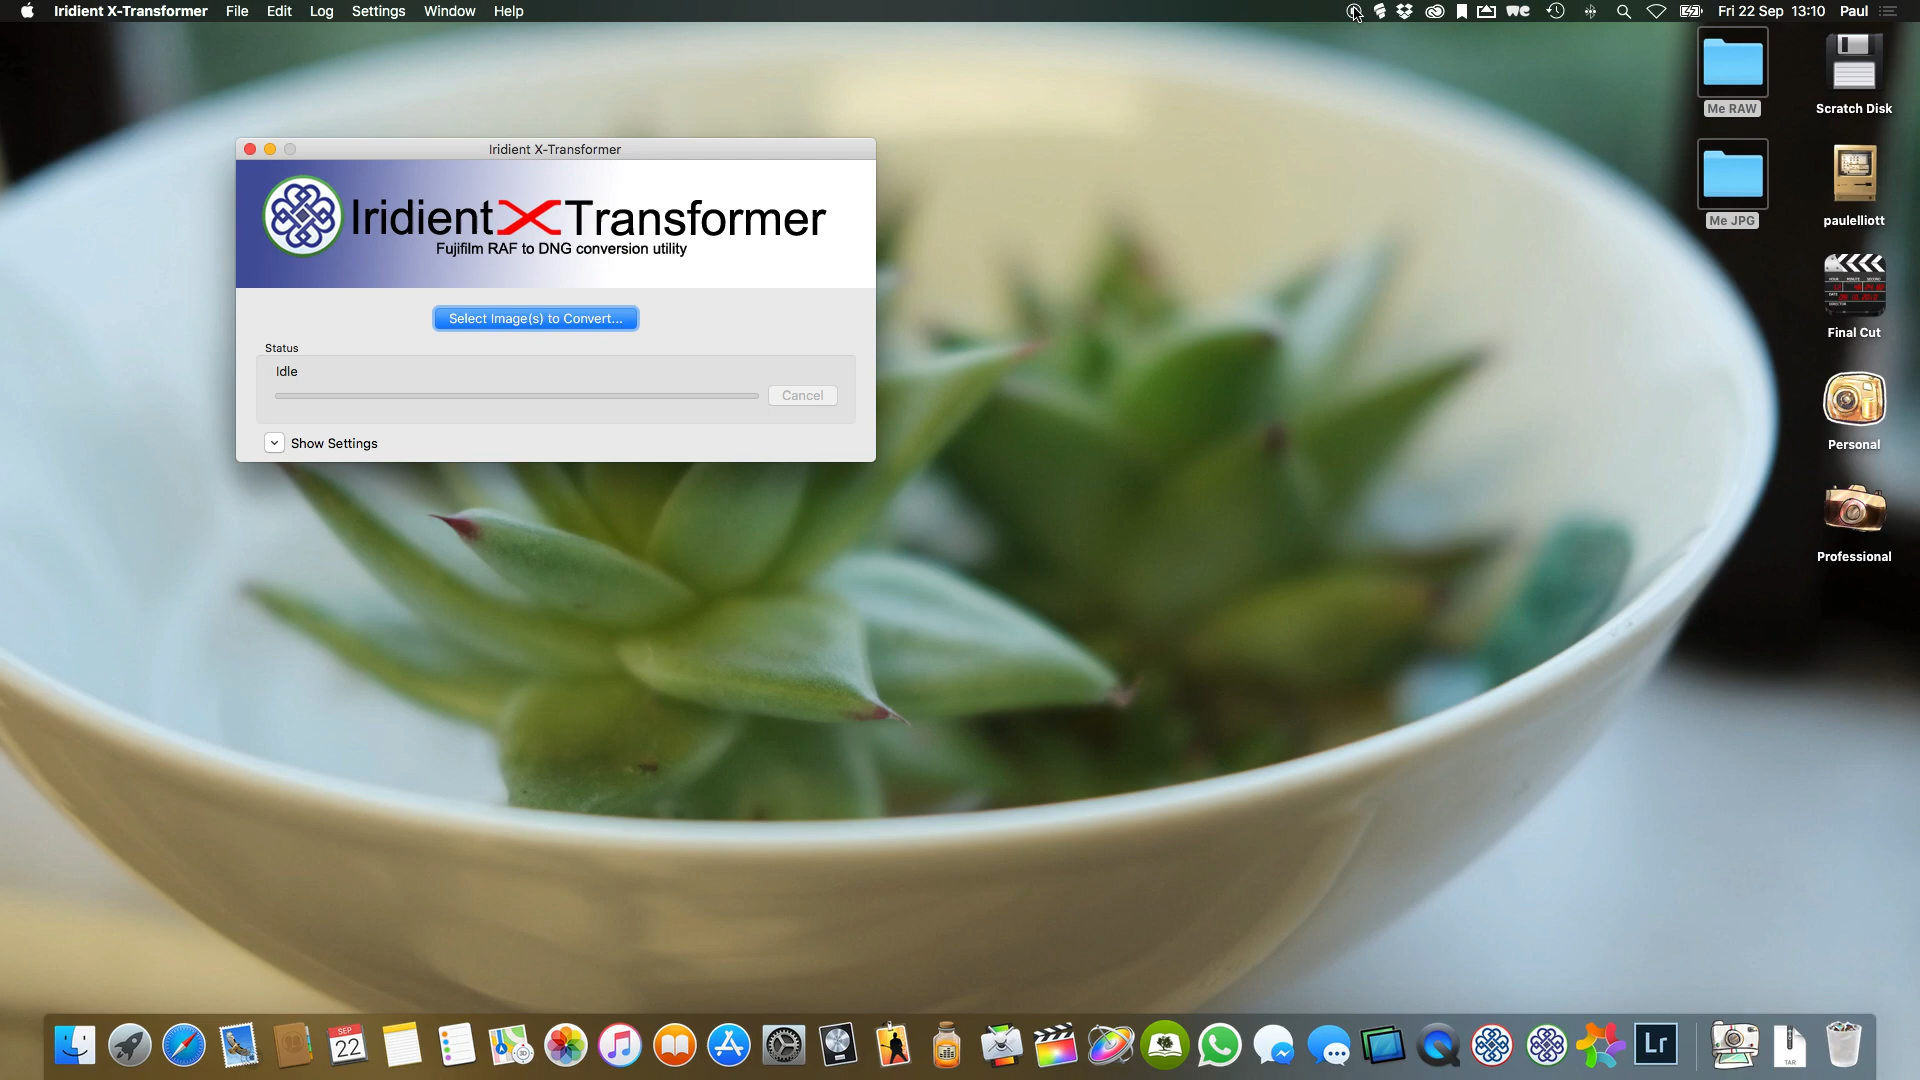 Iridient X-Transformer File Edit Log Settings Window Help
Fri 22 Sep 13:10 Paul
Me RAW
Scratch Disk
Me JPG
paulelliott
Final Cut
Personal
Professional
Iridient X-Transformer
Iridient X Transformer
Fujifilm RAF to DNG conversion utility
Select Image(s) to Convert...
Status
Idle
Cancel
Show Settings
SEP
22
3D
Lr
TAR